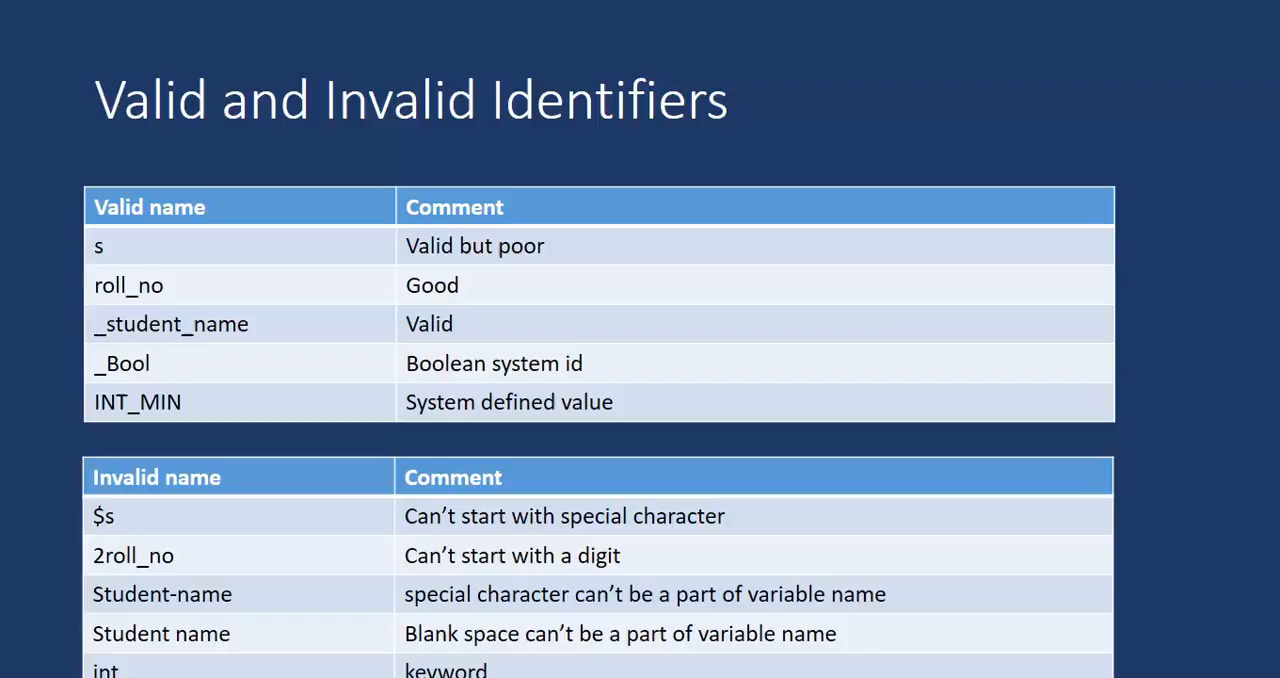 Valid and Invalid Identifiers
Valid name Comment
s Valid but poor
roll_no Good
_student_name Valid
_Bool Boolean system id
INT_MIN System defined value
Invalid name Comment
$s Can’t start with special character
2roll_no Can’t start with a digit
Student-name special character can’t be a part of variable name
Student name Blank space can’t be a part of variable name
int keyword